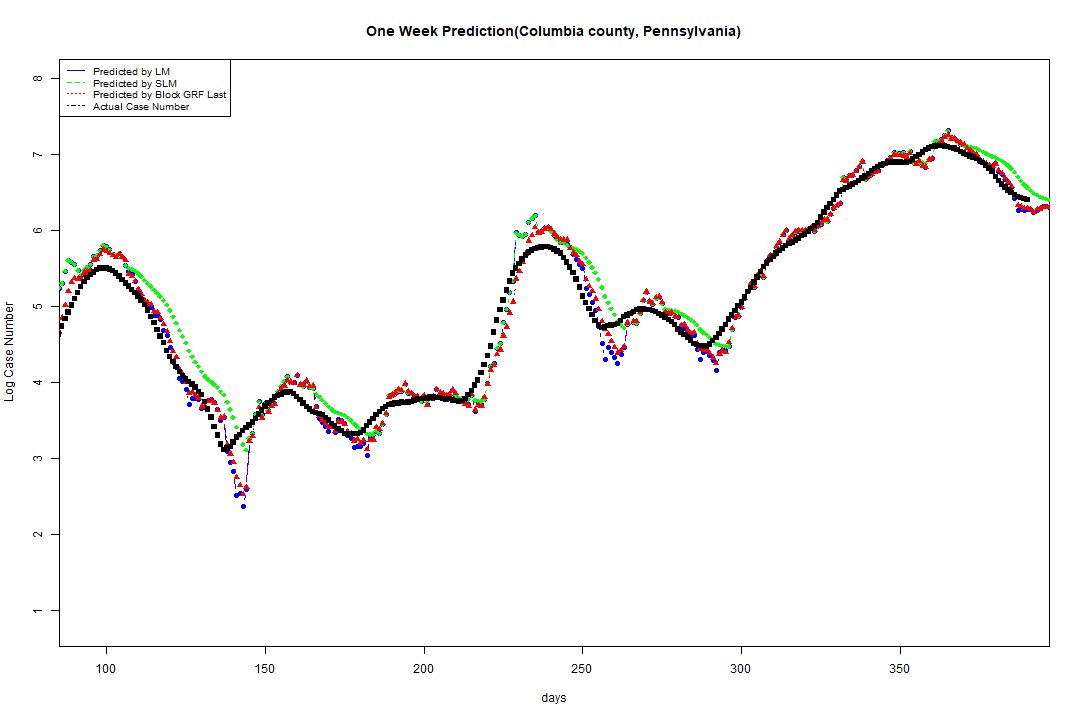 One Week Prediction(Columbia county, Pennsylvania)
Predicted by LM
Predicted by SLM
Predicted by Block GRF Last
Actual Case Number
8
7
6
5
4
3
2
1
Log Case Number
100 150 200 250 300 350
days